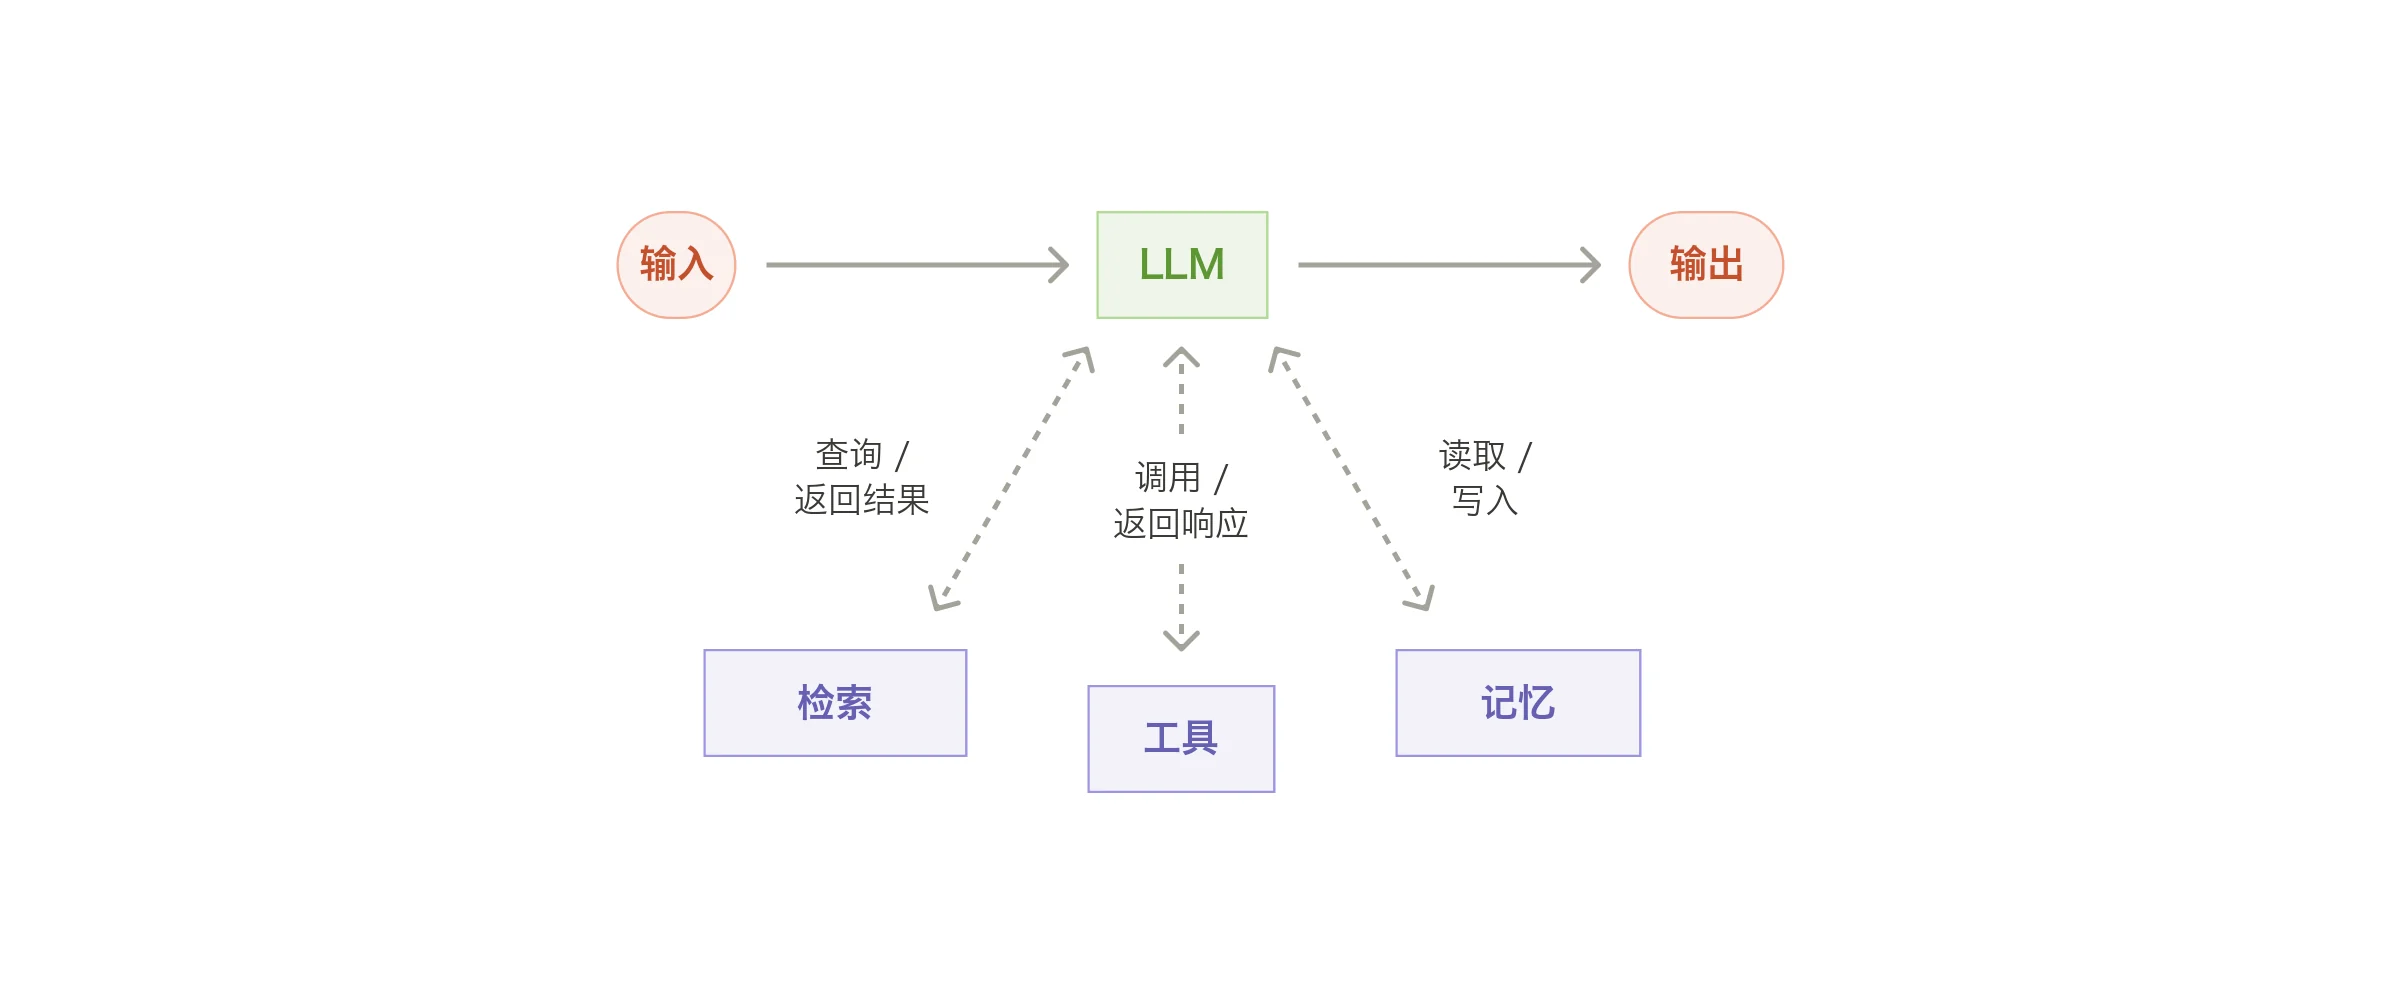 输入
LLM
输出
查询 /
返回结果
调用 /
返回响应
读取 /
写入
检索
工具
记忆